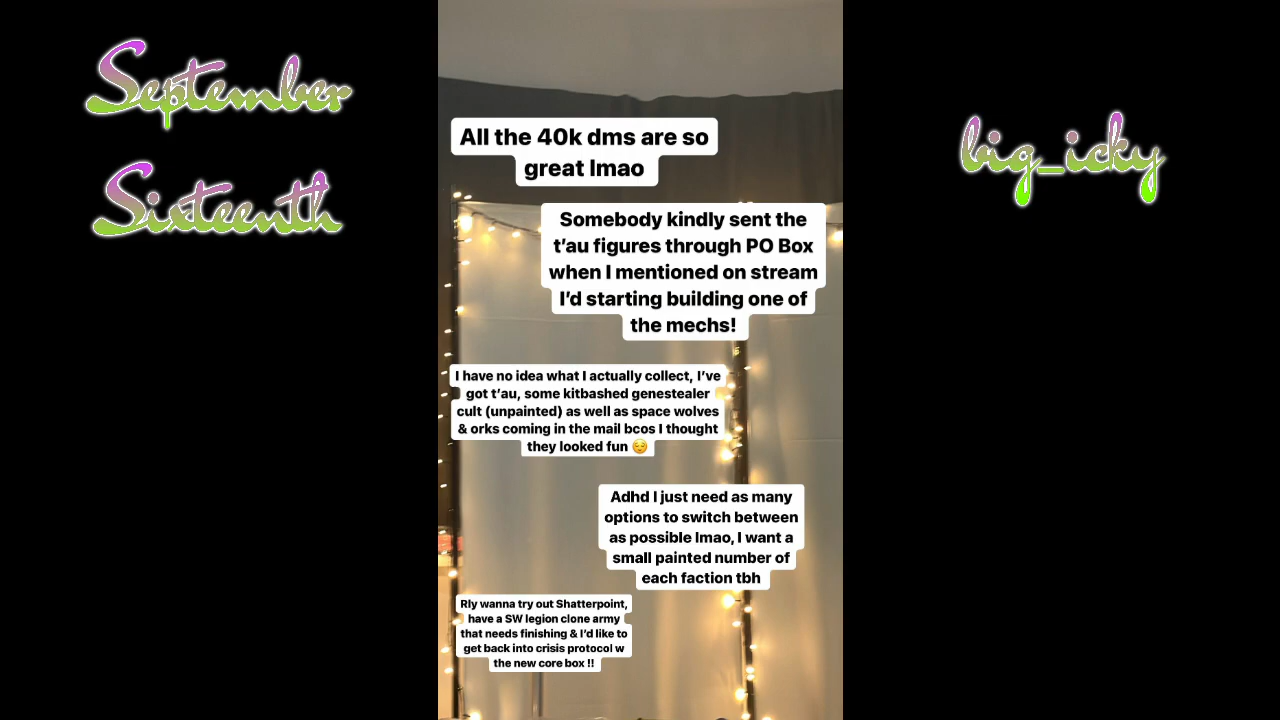 September
Sixteenth
big_icky
All the 40k dms are so
great lmao
Somebody kindly sent the
t'au figures through PO Box
when I mentioned on stream
I'd starting building one of
the mechs!
I have no idea what I actually collect, I've
got t'au, some kitbashed genestealer
cult (unpainted) as well as space wolves
& orks coming in the mail bcos I thought
they looked fun 😌
Adhd I just need as many
options to switch between
as possible lmao, I want a
small painted number of
each faction tbh
Rly wanna try out Shatterpoint,
have a SW legion clone army
that needs finishing & I'd like to
get back into crisis protocol w
the new core box !!